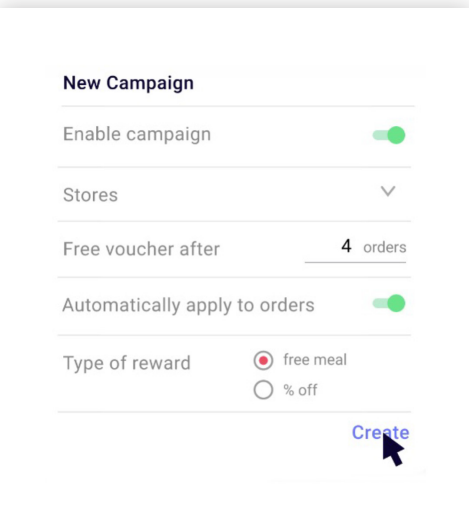 New Campaign
Enable campaign
Stores
Free voucher after 4 orders
Automatically apply to orders
Type of reward free meal
% off
Create